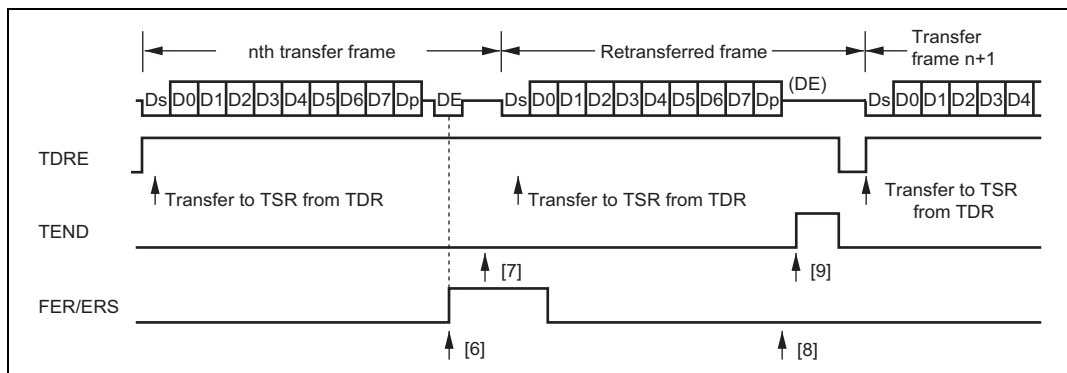 nth transfer frame
Retransferred frame
Transfer
frame n+1
Ds D0 D1 D2 D3 D4 D5 D6 D7 Dp DE Ds D0 D1 D2 D3 D4 D5 D6 D7 Dp (DE) Ds D0 D1 D2 D3 D4
TDRE
Transfer to TSR from TDR
Transfer to TSR from TDR
Transfer to TSR
from TDR
TEND
[7]
[9]
FER/ERS
[6]
[8]